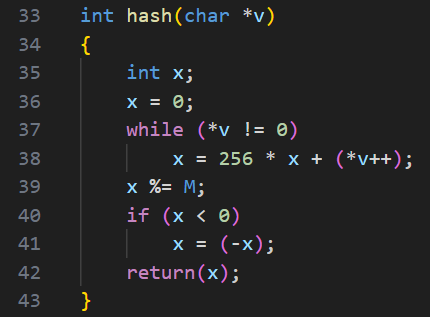 33 int hash(char *v)
34 {
35     int x;
36     x = 0;
37     while (*v != 0)
38         x = 256 * x + (*v++);
39     x %= M;
40     if (x < 0)
41         x = (-x);
42     return(x);
43 }